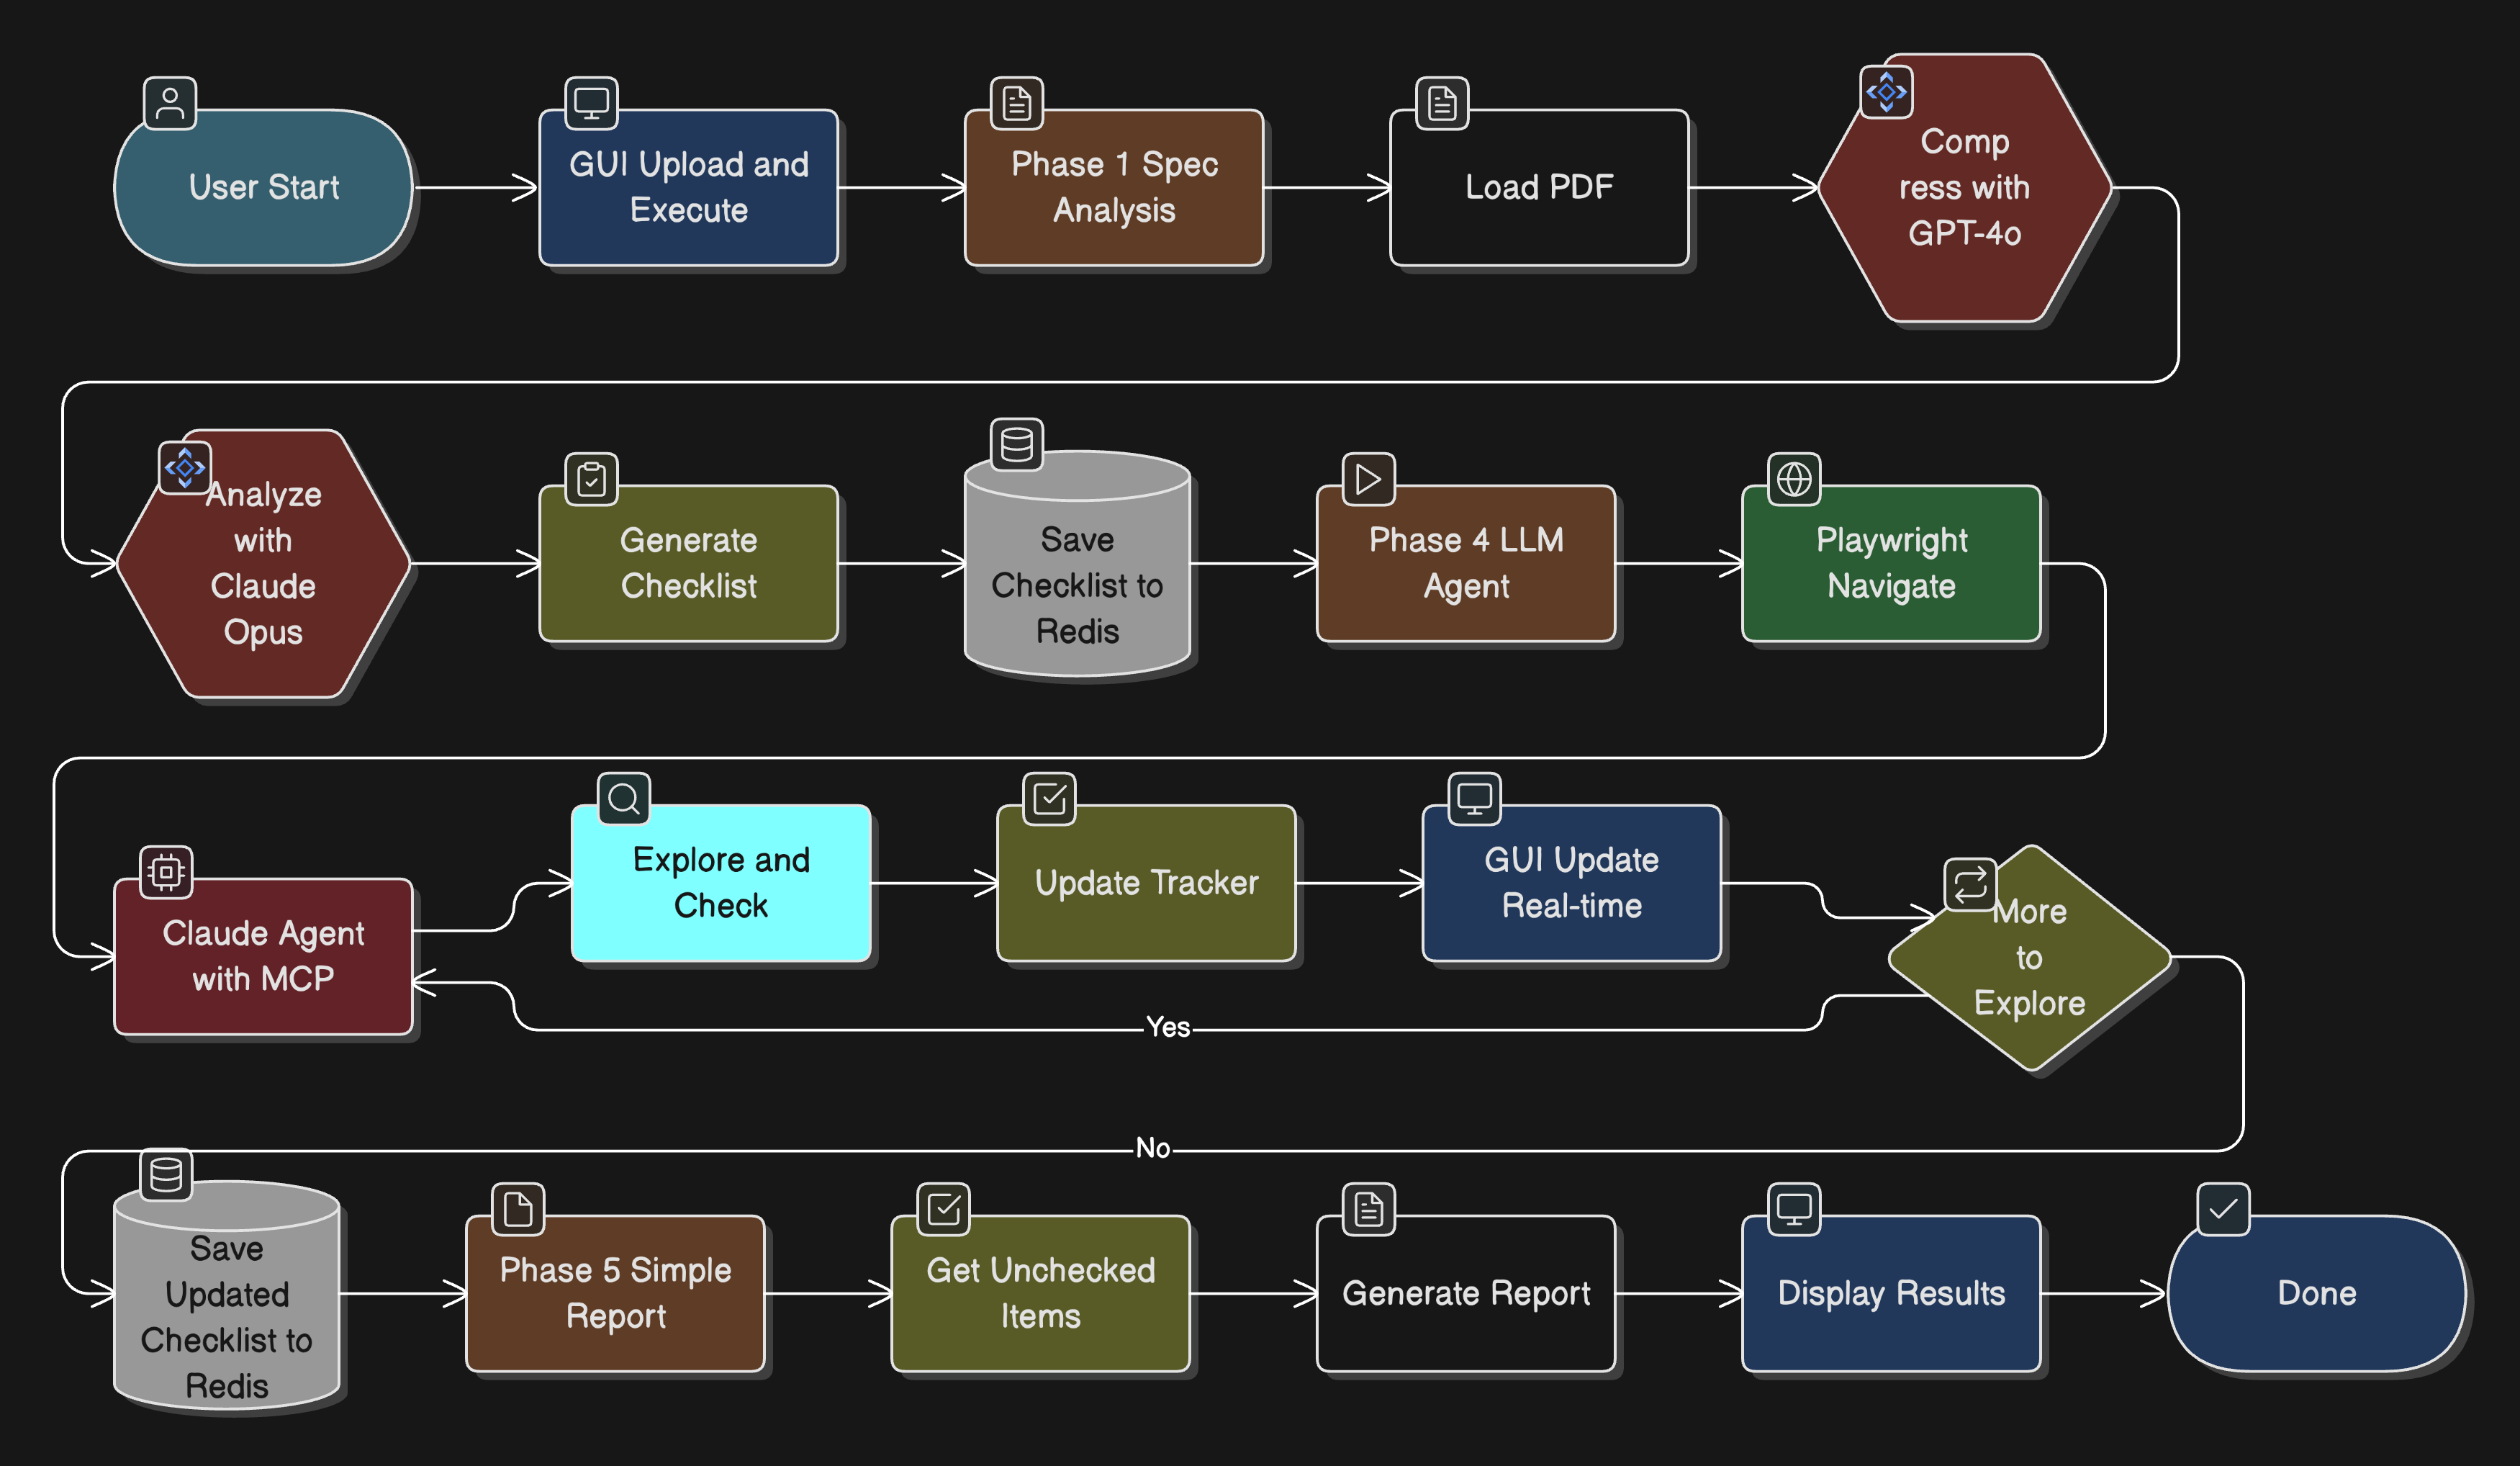 User Start
GUI Upload and
Execute
Phase 1 Spec
Analysis
Load PDF
Comp
ress with
GPT-4o
Analyze
with
Claude
Opus
Generate
Checklist
Save
Checklist to
Redis
Phase 4 LLM
Agent
Playwright
Navigate
Claude Agent
with MCP
Explore and
Check
Update Tracker
GUI Update
Real-time
More
to
Explore
Yes
No
Save
Updated
Checklist to
Redis
Phase 5 Simple
Report
Get Unchecked
Items
Generate Report
Display Results
Done